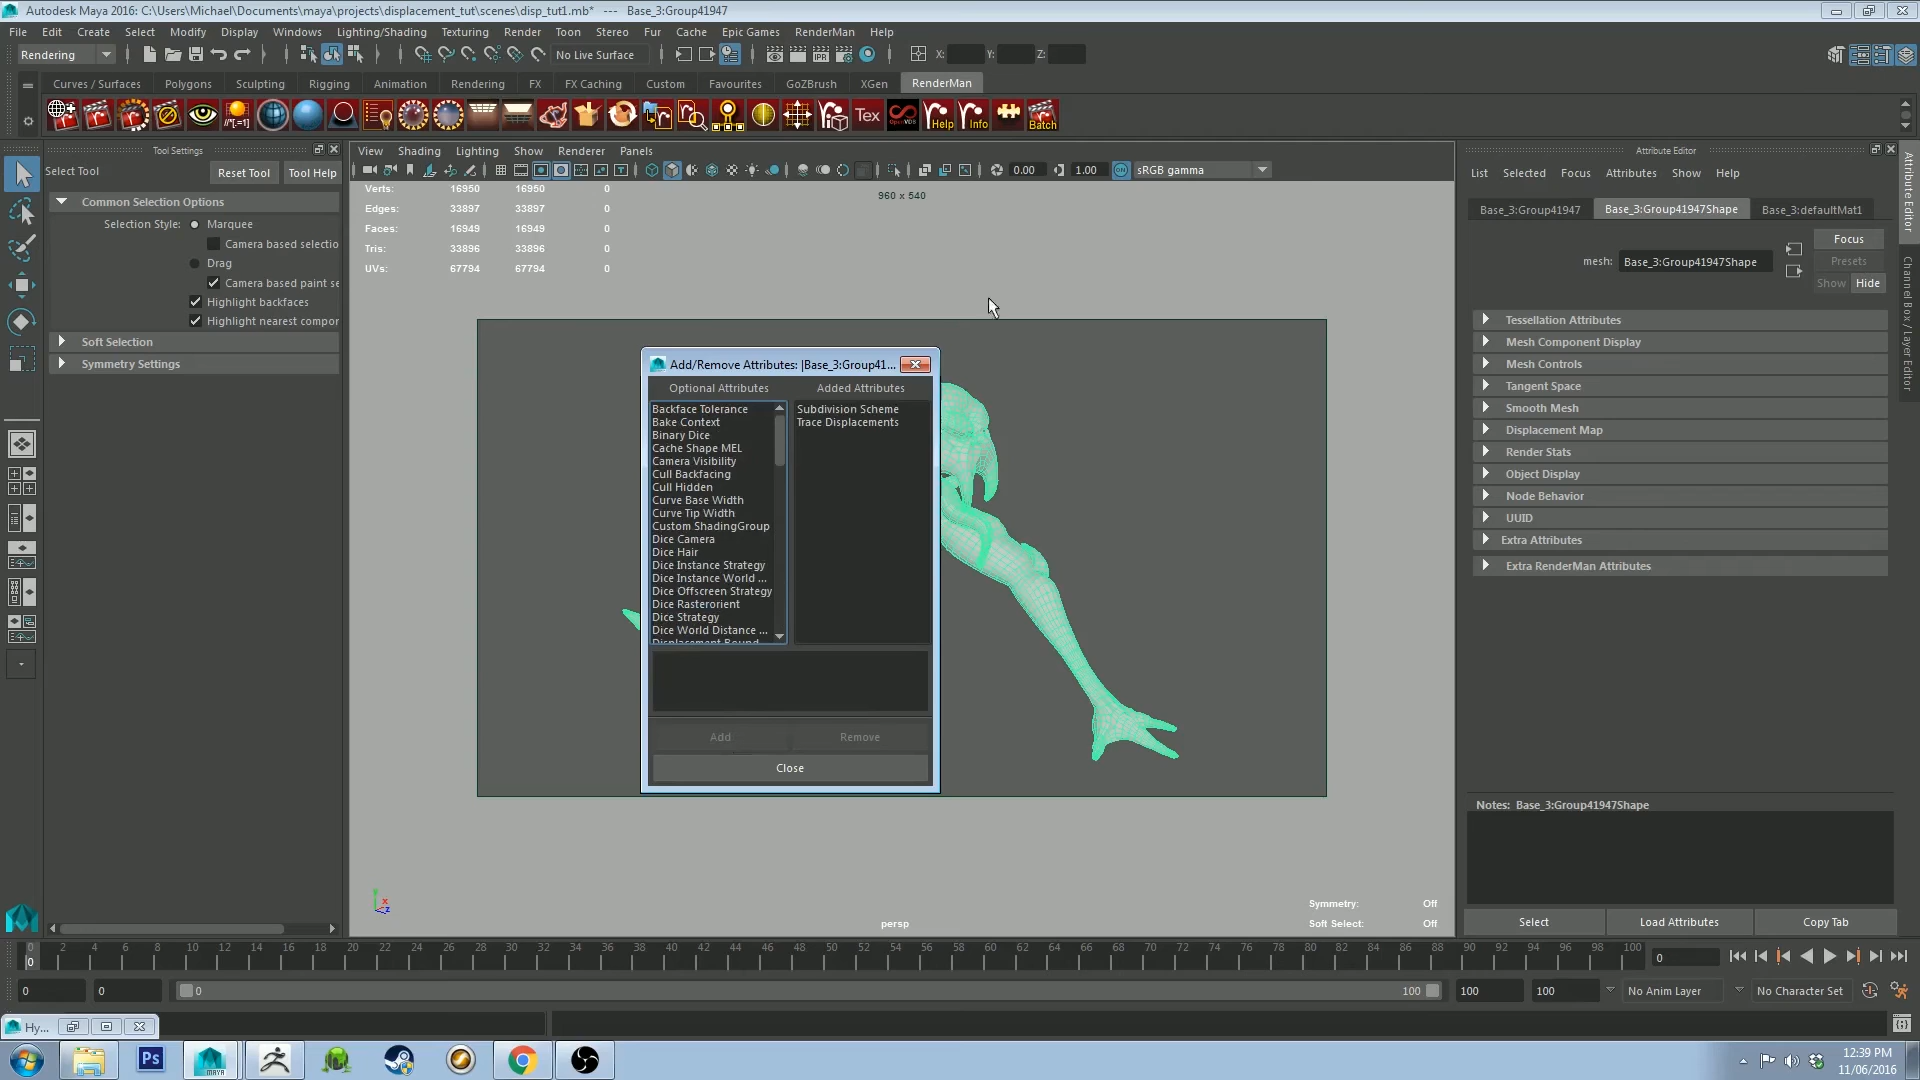 Autodesk Maya 2016: C:\Users\Michael\Documents\maya\projects\displacement_tut\scenes\disp_tut1.mb*   ---   Base_3:Group41947
File Edit Create Select Modify Display Windows Lighting/Shading Texturing Render Toon Stereo Fur Cache Epic Games RenderMan Help
Rendering No Live Surface X: Y: Z:
Curves / Surfaces Polygons Sculpting Rigging Animation Rendering FX FX Caching Custom Favourites GoZBrush XGen RenderMan
Tex Help Info Batch
Tool Settings
Select Tool Reset Tool Tool Help
Common Selection Options
Selection Style: Marquee
Camera based selectio
Drag
Camera based paint se
Highlight backfaces
Highlight nearest compor
Soft Selection
Symmetry Settings
View Shading Lighting Show Renderer Panels
0.00 1.00 sRGB gamma
Verts: 16950 16950 0
Edges: 33897 33897 0
Faces: 16949 16949 0
Tris: 33896 33896 0
UVs: 67794 67794 0
960 x 540
Add/Remove Attributes: |Base_3:Group41...
Optional Attributes Added Attributes
Backface Tolerance
Bake Context
Binary Dice
Cache Shape MEL
Camera Visibility
Cull Backfacing
Cull Hidden
Curve Base Width
Curve Tip Width
Custom ShadingGroup
Dice Camera
Dice Hair
Dice Instance Strategy
Dice Instance World ...
Dice Offscreen Strategy
Dice Rasterorient
Dice Strategy
Dice World Distance ...
Displacement Bound
Subdivision Scheme
Trace Displacements
Add Remove
Close
persp
Symmetry: Off
Soft Select: Off
Attribute Editor
List Selected Focus Attributes Show Help
Base_3:Group41947 Base_3:Group41947Shape Base_3:defaultMat1
mesh: Base_3:Group41947Shape
Focus
Presets
Show Hide
Tessellation Attributes
Mesh Component Display
Mesh Controls
Tangent Space
Smooth Mesh
Displacement Map
Render Stats
Object Display
Node Behavior
UUID
Extra Attributes
Extra RenderMan Attributes
Notes: Base_3:Group41947Shape
Select Load Attributes Copy Tab
Attribute Editor
Channel Box / Layer Editor
0 2 4 6 8 10 12 14 16 18 20 22 24 26 28 30 32 34 36 38 40 42 44 46 48 50 52 54 56 58 60 62 64 66 68 70 72 74 76 78 80 82 84 86 88 90 92 94 96 98 100
0
0
0 0 0 100 100 100 No Anim Layer No Character Set
Hy...
Ps
MAYA
12:39 PM
11/06/2016